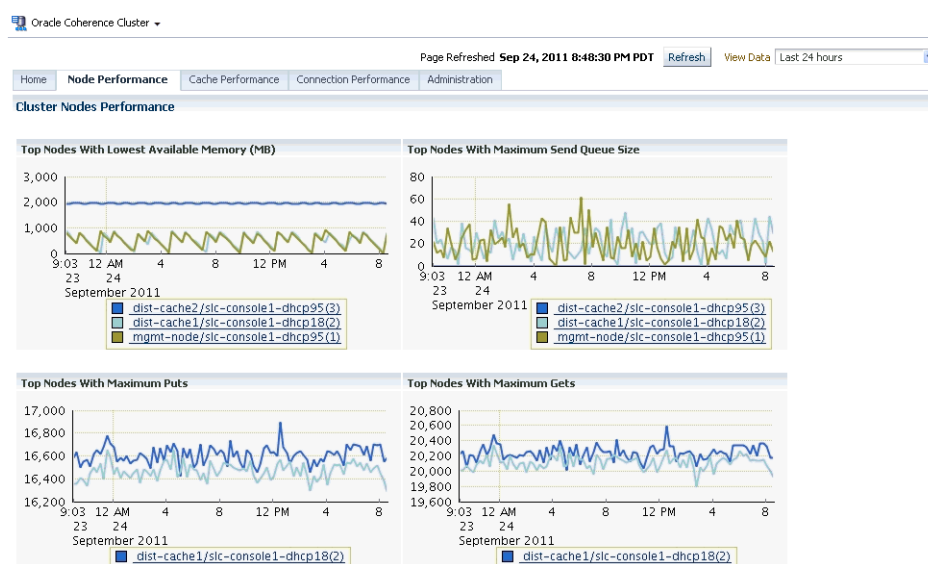 Oracle Coherence Cluster
Page Refreshed Sep 24, 2011 8:48:30 PM PDT Refresh View Data Last 24 hours
Home Node Performance Cache Performance Connection Performance Administration
Cluster Nodes Performance
Top Nodes With Lowest Available Memory (MB)
3,000
2,000
1,000
0
9:03 12 AM 4 8 12 PM 4 8
23 24
September 2011
dist-cache2/slc-console1-dhcp95(3)
dist-cache1/slc-console1-dhcp18(2)
mgmt-node/slc-console1-dhcp95(1)
Top Nodes With Maximum Send Queue Size
80
60
40
20
0
9:03 12 AM 4 8 12 PM 4 8
23 24
September 2011
dist-cache2/slc-console1-dhcp95(3)
dist-cache1/slc-console1-dhcp18(2)
mgmt-node/slc-console1-dhcp95(1)
Top Nodes With Maximum Puts
17,000
16,800
16,600
16,400
16,200
9:03 12 AM 4 8 12 PM 4 8
23 24
September 2011
dist-cache1/slc-console1-dhcp18(2)
Top Nodes With Maximum Gets
20,800
20,600
20,400
20,200
20,000
19,800
19,600
9:03 12 AM 4 8 12 PM 4 8
23 24
September 2011
dist-cache1/slc-console1-dhcp18(2)